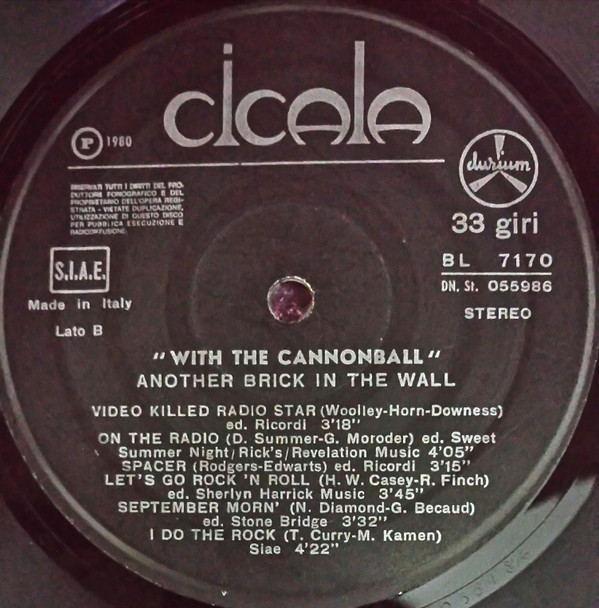 cicala
P 1980
durium
RISERVATI TUTTI I DIRITTI DEL PRO-
DUTTORE FONOGRAFICO E DEL
PROPRIETARIO DELL'OPERA REGI-
STRATA - VIETATE DUPLICAZIONE,
UTILIZZAZIONE DI QUESTO DISCO
PER PUBBLICA ESECUZIONE E
RADIODIFFUSIONE.
33 giri
S.I.A.E.
BL 7170
DN. St. 055986
Made in Italy
STEREO
Lato B
"WITH THE CANNONBALL"
ANOTHER BRICK IN THE WALL
VIDEO KILLED RADIO STAR (Woolley-Horn-Downess)
ed. Ricordi 3'18"
ON THE RADIO (D. Summer-G. Moroder) ed. Sweet
Summer Night/Rick's/Revelation Music 4'05"
SPACER (Rodgers-Edwarts) ed. Ricordi 3'15"
LET'S GO ROCK 'N ROLL (H. W. Casey-R. Finch)
ed. Sherlyn Harrick Music 3'45"
SEPTEMBER MORN' (N. Diamond-G. Becaud)
ed. Stone Bridge 3'32"
I DO THE ROCK (T. Curry-M. Kamen)
Siae 4'22"